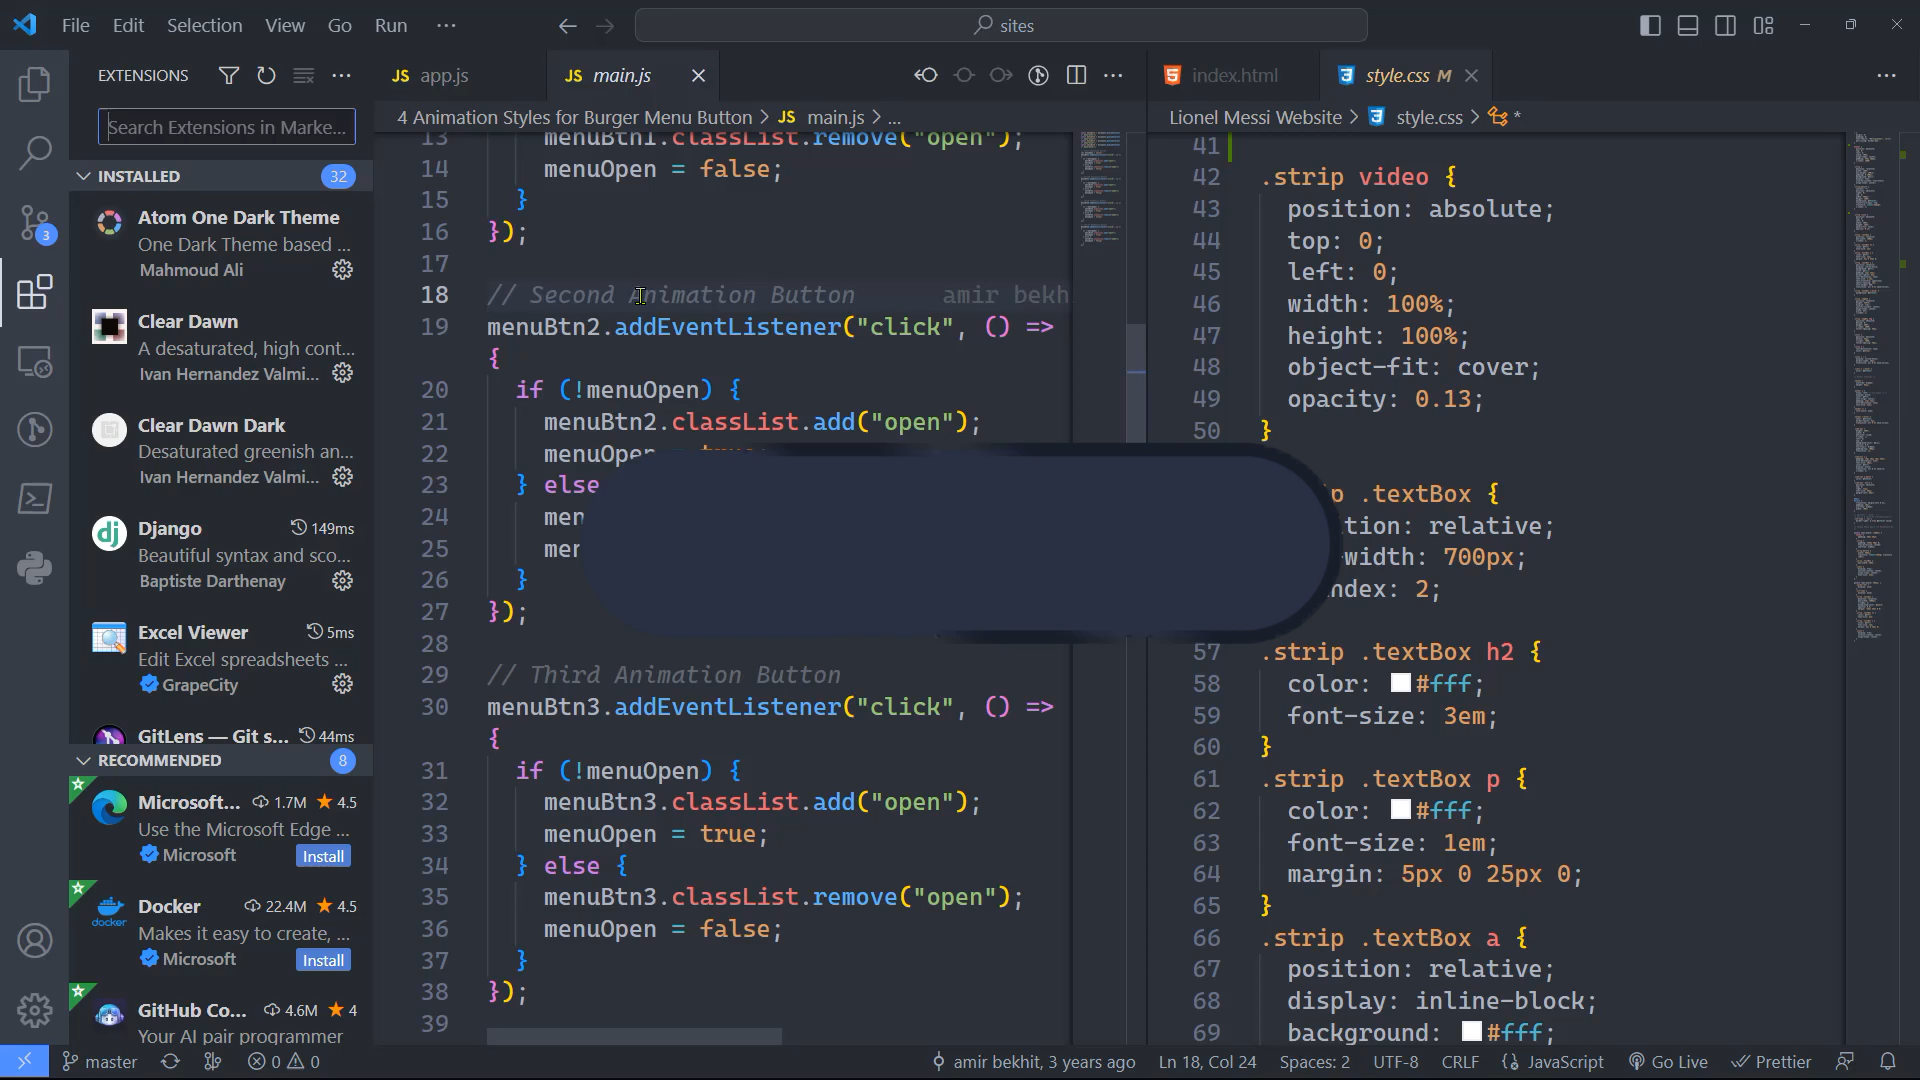 File Edit Selection View Go Run ···
sites
EXTENSIONS
Search Extensions in Marke...
INSTALLED 32
Atom One Dark Theme
One Dark Theme based ...
Mahmoud Ali
Clear Dawn
A desaturated, high cont...
Ivan Hernandez Valmi...
Clear Dawn Dark
Desaturated greenish an...
Ivan Hernandez Valmi...
Django 149ms
Beautiful syntax and sco...
Baptiste Darthenay
Excel Viewer 5ms
Edit Excel spreadsheets ...
GrapeCity
GitLens — Git s... 44ms
RECOMMENDED 8
Microsoft... 1.7M 4.5
Use the Microsoft Edge ...
Microsoft Install
Docker 22.4M 4.5
Makes it easy to create, ...
Microsoft Install
GitHub Co... 4.6M 4
Your AI pair programmer
3
dj
docker
JS app.js
JS main.js
4 Animation Styles for Burger Menu Button > JS main.js > ...
13 menuBtn1.classList.remove("open");
14 menuOpen = false;
15 }
16 });
17
18 // Second Animation Button amir bekh
19 menuBtn2.addEventListener("click", () =>
{
20 if (!menuOpen) {
21 menuBtn2.classList.add("open");
22 menuOpen = true;
23 } else
24 men
25 men
26 }
27 });
28
29 // Third Animation Button
30 menuBtn3.addEventListener("click", () =>
{
31 if (!menuOpen) {
32 menuBtn3.classList.add("open");
33 menuOpen = true;
34 } else {
35 menuBtn3.classList.remove("open");
36 menuOpen = false;
37 }
38 });
39
index.html
style.css M
Lionel Messi Website > style.css > *
41
42 .strip video {
43 position: absolute;
44 top: 0;
45 left: 0;
46 width: 100%;
47 height: 100%;
48 object-fit: cover;
49 opacity: 0.13;
50 }
p .textBox {
tion: relative;
width: 700px;
ndex: 2;
57 .strip .textBox h2 {
58 color: #fff;
59 font-size: 3em;
60 }
61 .strip .textBox p {
62 color: #fff;
63 font-size: 1em;
64 margin: 5px 0 25px 0;
65 }
66 .strip .textBox a {
67 position: relative;
68 display: inline-block;
69 background: #fff;
master 0 0 amir bekhit, 3 years ago Ln 18, Col 24 Spaces: 2 UTF-8 CRLF {} JavaScript Go Live Prettier